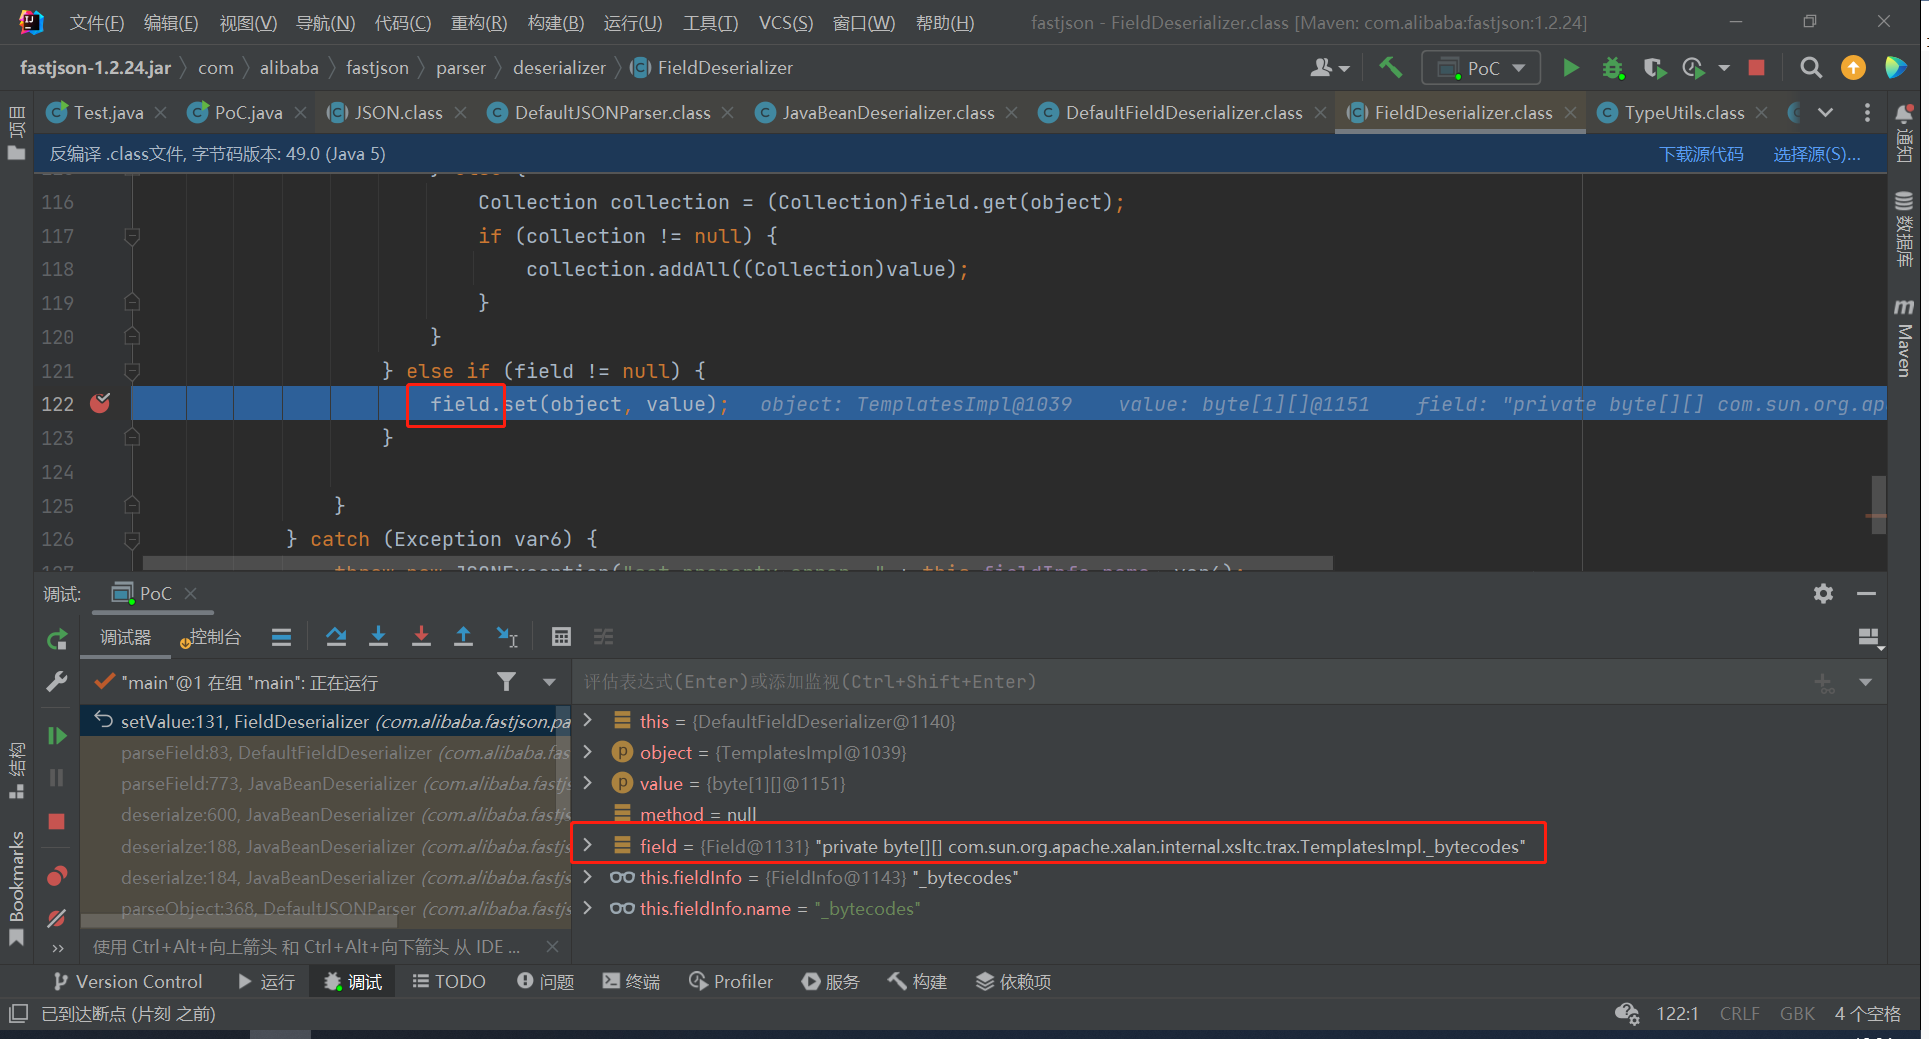 文件(F) 编辑(E) 视图(V) 导航(N) 代码(C) 重构(R) 构建(B) 运行(U) 工具(T) VCS(S) 窗口(W) 帮助(H) fastjson - FieldDeserializer.class [Maven: com.alibaba:fastjson:1.2.24]
fastjson-1.2.24.jar com alibaba fastjson parser deserializer FieldDeserializer PoC
Test.java PoC.java JSON.class DefaultJSONParser.class JavaBeanDeserializer.class DefaultFieldDeserializer.class FieldDeserializer.class TypeUtils.class
反编译 .class文件, 字节码版本: 49.0 (Java 5) 下载源代码 选择源(S)...
116 Collection collection = (Collection)field.get(object);
117 if (collection != null) {
118 collection.addAll((Collection)value);
119 }
120 }
121 } else if (field != null) {
122 field.set(object, value); object: TemplatesImpl@1039 value: byte[1][]@1151 field: "private byte[][] com.sun.org.ap
123 }
124
125 }
126 } catch (Exception var6) {
项目
通知
数据库
Maven
结构
Bookmarks
调试: PoC
调试器 控制台
"main"@1 在组 "main": 正在运行
setValue:131, FieldDeserializer (com.alibaba.fastjson.pa
parseField:83, DefaultFieldDeserializer (com.alibaba.fas
parseField:773, JavaBeanDeserializer (com.alibaba.fastj
deserialze:600, JavaBeanDeserializer (com.alibaba.fastjs
deserialze:188, JavaBeanDeserializer (com.alibaba.fastjs
deserialze:184, JavaBeanDeserializer (com.alibaba.fastjs
parseObject:368, DefaultJSONParser (com.alibaba.fastjs
使用 Ctrl+Alt+向上箭头 和 Ctrl+Alt+向下箭头 从 IDE ...
评估表达式(Enter)或添加监视(Ctrl+Shift+Enter)
this = {DefaultFieldDeserializer@1140}
object = {TemplatesImpl@1039}
value = {byte[1][]@1151}
method = null
field = {Field@1131} "private byte[][] com.sun.org.apache.xalan.internal.xsltc.trax.TemplatesImpl._bytecodes"
this.fieldInfo = {FieldInfo@1143} "_bytecodes"
this.fieldInfo.name = "_bytecodes"
Version Control 运行 调试 TODO 问题 终端 Profiler 服务 构建 依赖项
已到达断点 (片刻 之前) 122:1 CRLF GBK 4 个空格